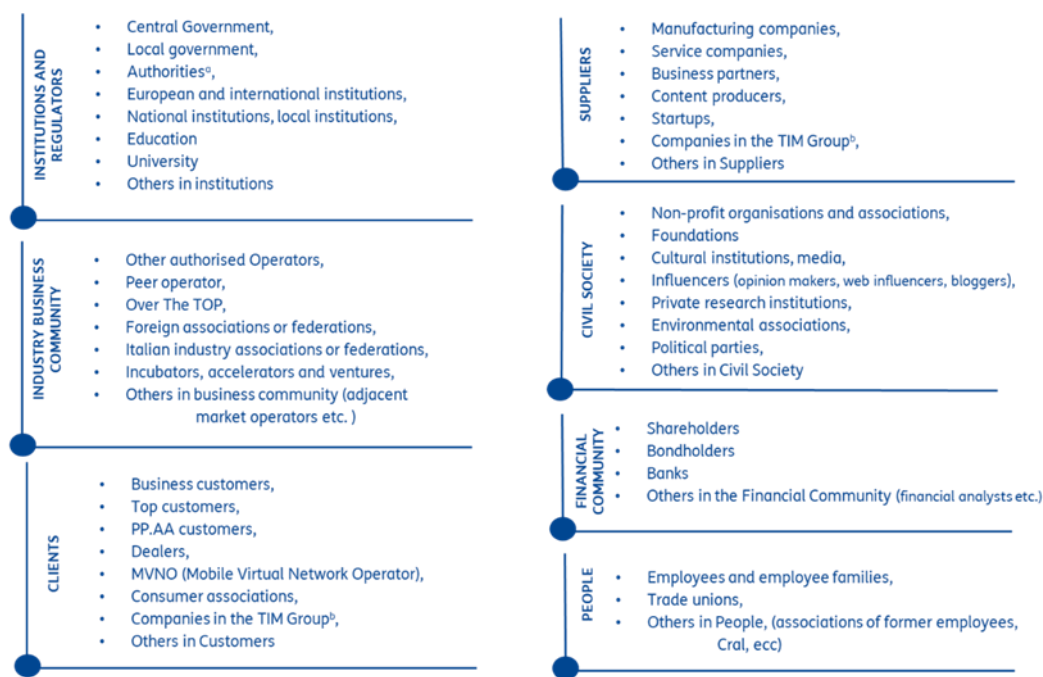 INSTITUTIONS AND
REGULATORS
• Central Government,
• Local government,
• Authoritiesᵃ,
• European and international institutions,
• National institutions, local institutions,
• Education
• University
• Others in institutions
INDUSTRY BUSINESS
COMMUNITY
• Other authorised Operators,
• Peer operator,
• Over The TOP,
• Foreign associations or federations,
• Italian industry associations or federations,
• Incubators, accelerators and ventures,
• Others in business community (adjacent
market operators etc. )
CLIENTS
• Business customers,
• Top customers,
• PP.AA customers,
• Dealers,
• MVNO (Mobile Virtual Network Operator),
• Consumer associations,
• Companies in the TIM Groupᵇ,
• Others in Customers
SUPPLIERS
• Manufacturing companies,
• Service companies,
• Business partners,
• Content producers,
• Startups,
• Companies in the TIM Groupᵇ,
• Others in Suppliers
CIVIL SOCIETY
• Non-profit organisations and associations,
• Foundations
• Cultural institutions, media,
• Influencers (opinion makers, web influencers, bloggers),
• Private research institutions,
• Environmental associations,
• Political parties,
• Others in Civil Society
FINANCIAL
COMMUNITY
• Shareholders
• Bondholders
• Banks
• Others in the Financial Community (financial analysts etc.)
PEOPLE
• Employees and employee families,
• Trade unions,
• Others in People, (associations of former employees,
Cral, ecc)